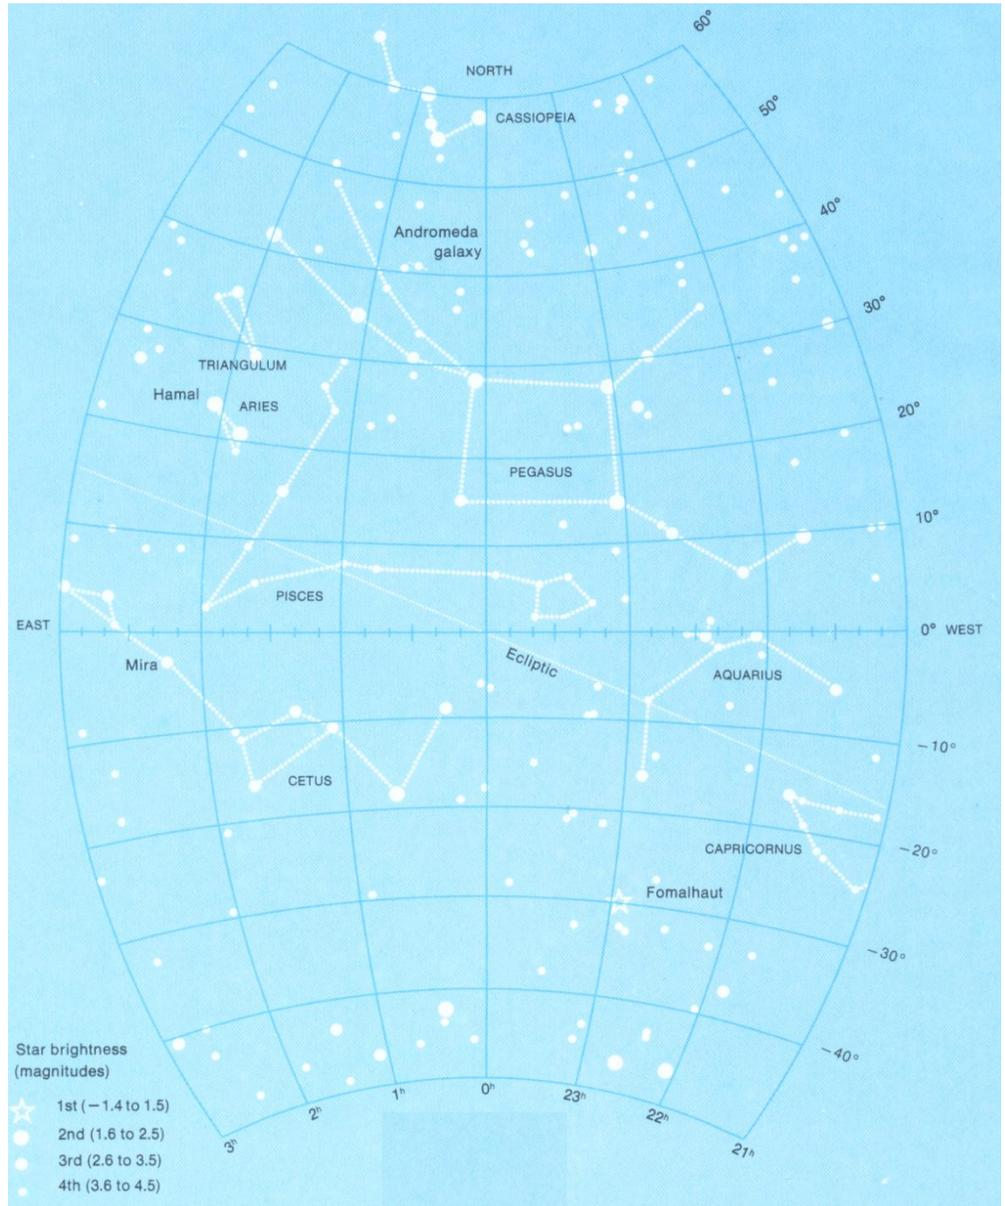 60°
NORTH
CASSIOPEIA
50°
40°
Andromeda
galaxy
30°
TRIANGULUM
Hamal
ARIES
20°
PEGASUS
10°
PISCES
EAST
0° WEST
Mira
Ecliptic
AQUARIUS
−10°
CETUS
CAPRICORNUS
−20°
Fomalhaut
−30°
−40°
Star brightness
(magnitudes)
1st (−1.4 to 1.5)
2nd (1.6 to 2.5)
3rd (2.6 to 3.5)
4th (3.6 to 4.5)
3h
2h
1h
0h
23h
22h
21h